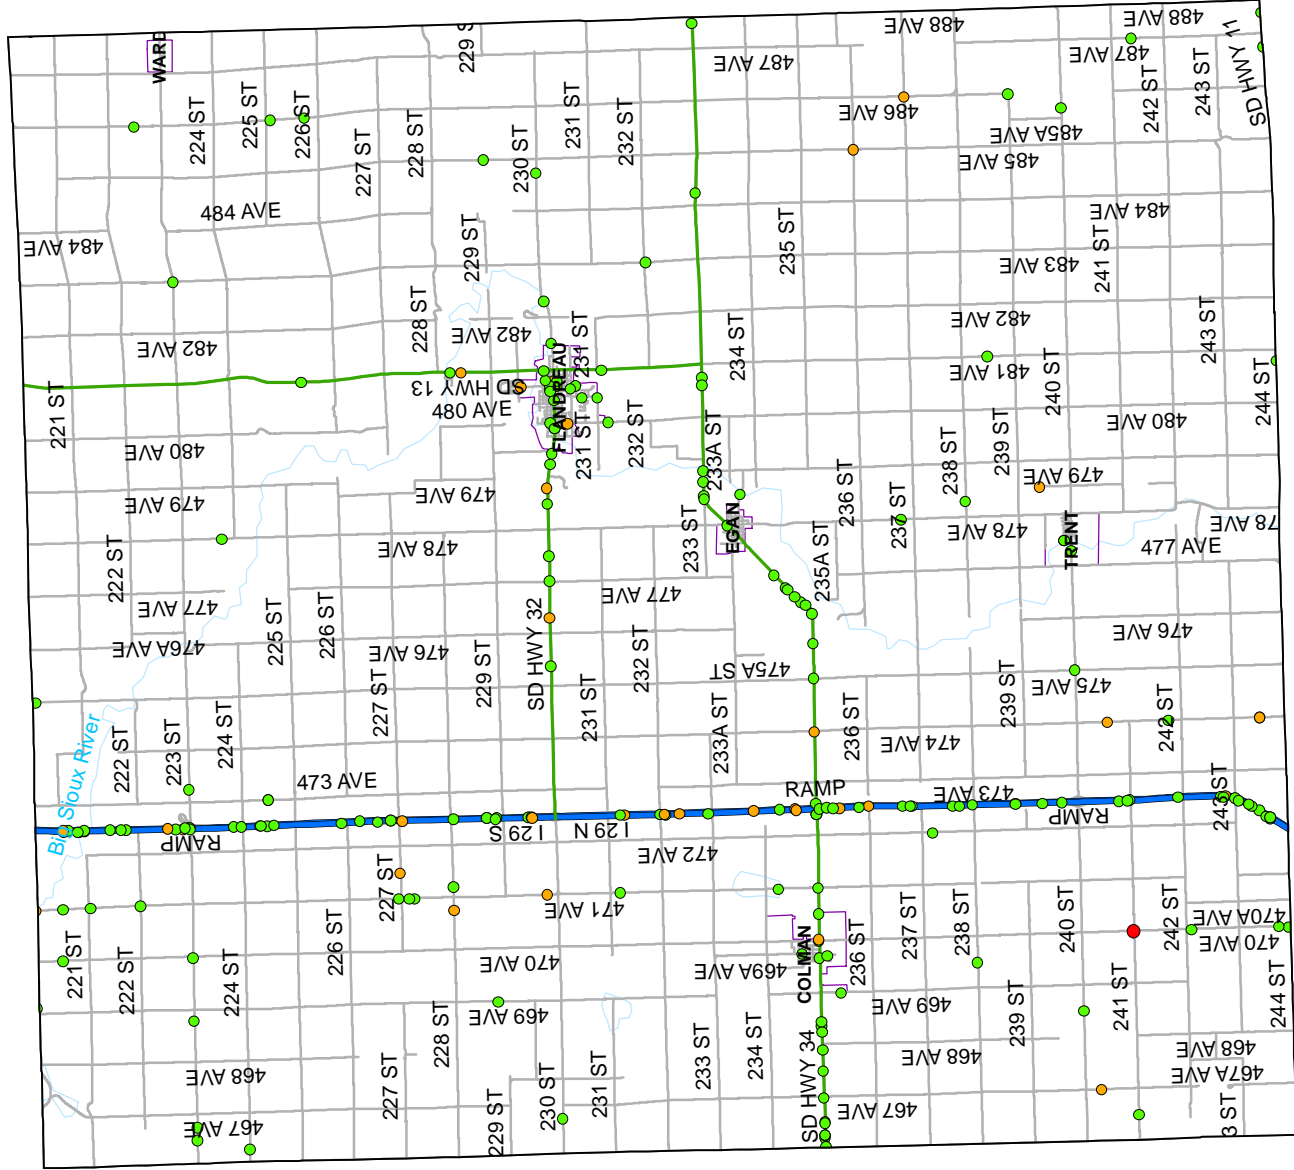 488 AVE
488 AVE
WARD
229 S
487 AVE
487 AVE
SD HWY 11
243 ST
242 ST
486 AVE
485A AVE
485 AVE
224 ST
225 ST
226 ST
227 ST
228 ST
230 ST
231 ST
232 ST
484 AVE
484 AVE
484 AVE
229 ST
235 ST
483 AVE
241 ST
228 ST
482 AVE
482 AVE
482 AVE
231 ST
234 ST
243 ST
SD HWY 13
480 AVE
FLANDREAU
481 AVE
240 ST
244 ST
221 ST
480 AVE
231 ST
232 ST
233A ST
480 AVE
239 ST
238 ST
479 AVE
479 AVE
479 AVE
236 ST
237 ST
222 ST
478 AVE
233 ST
EGAN
235A ST
478 AVE
TRENT
477 AVE
78 AVE
477 AVE
477 AVE
476A AVE
225 ST
226 ST
476 AVE
229 ST
SD HWY 32
232 ST
475A ST
476 AVE
475 AVE
239 ST
227 ST
231 ST
233A ST
236 ST
474 AVE
242 ST
Big Sioux River
222 ST
223 ST
224 ST
473 AVE
RAMP
473 AVE
243 ST
RAMP
I 29 S
I 29 N
RAMP
472 AVE
227 ST
471 AVE
470A AVE
470 AVE
221 ST
222 ST
224 ST
226 ST
470 AVE
469A AVE
COLMAN
236 ST
237 ST
238 ST
240 ST
242 ST
228 ST
469 AVE
469 AVE
239 ST
241 ST
244 ST
468 AVE
227 ST
229 ST
230 ST
231 ST
233 ST
234 ST
SD HWY 34
468 AVE
468 AVE
467A AVE
467 AVE
467 AVE
3 ST